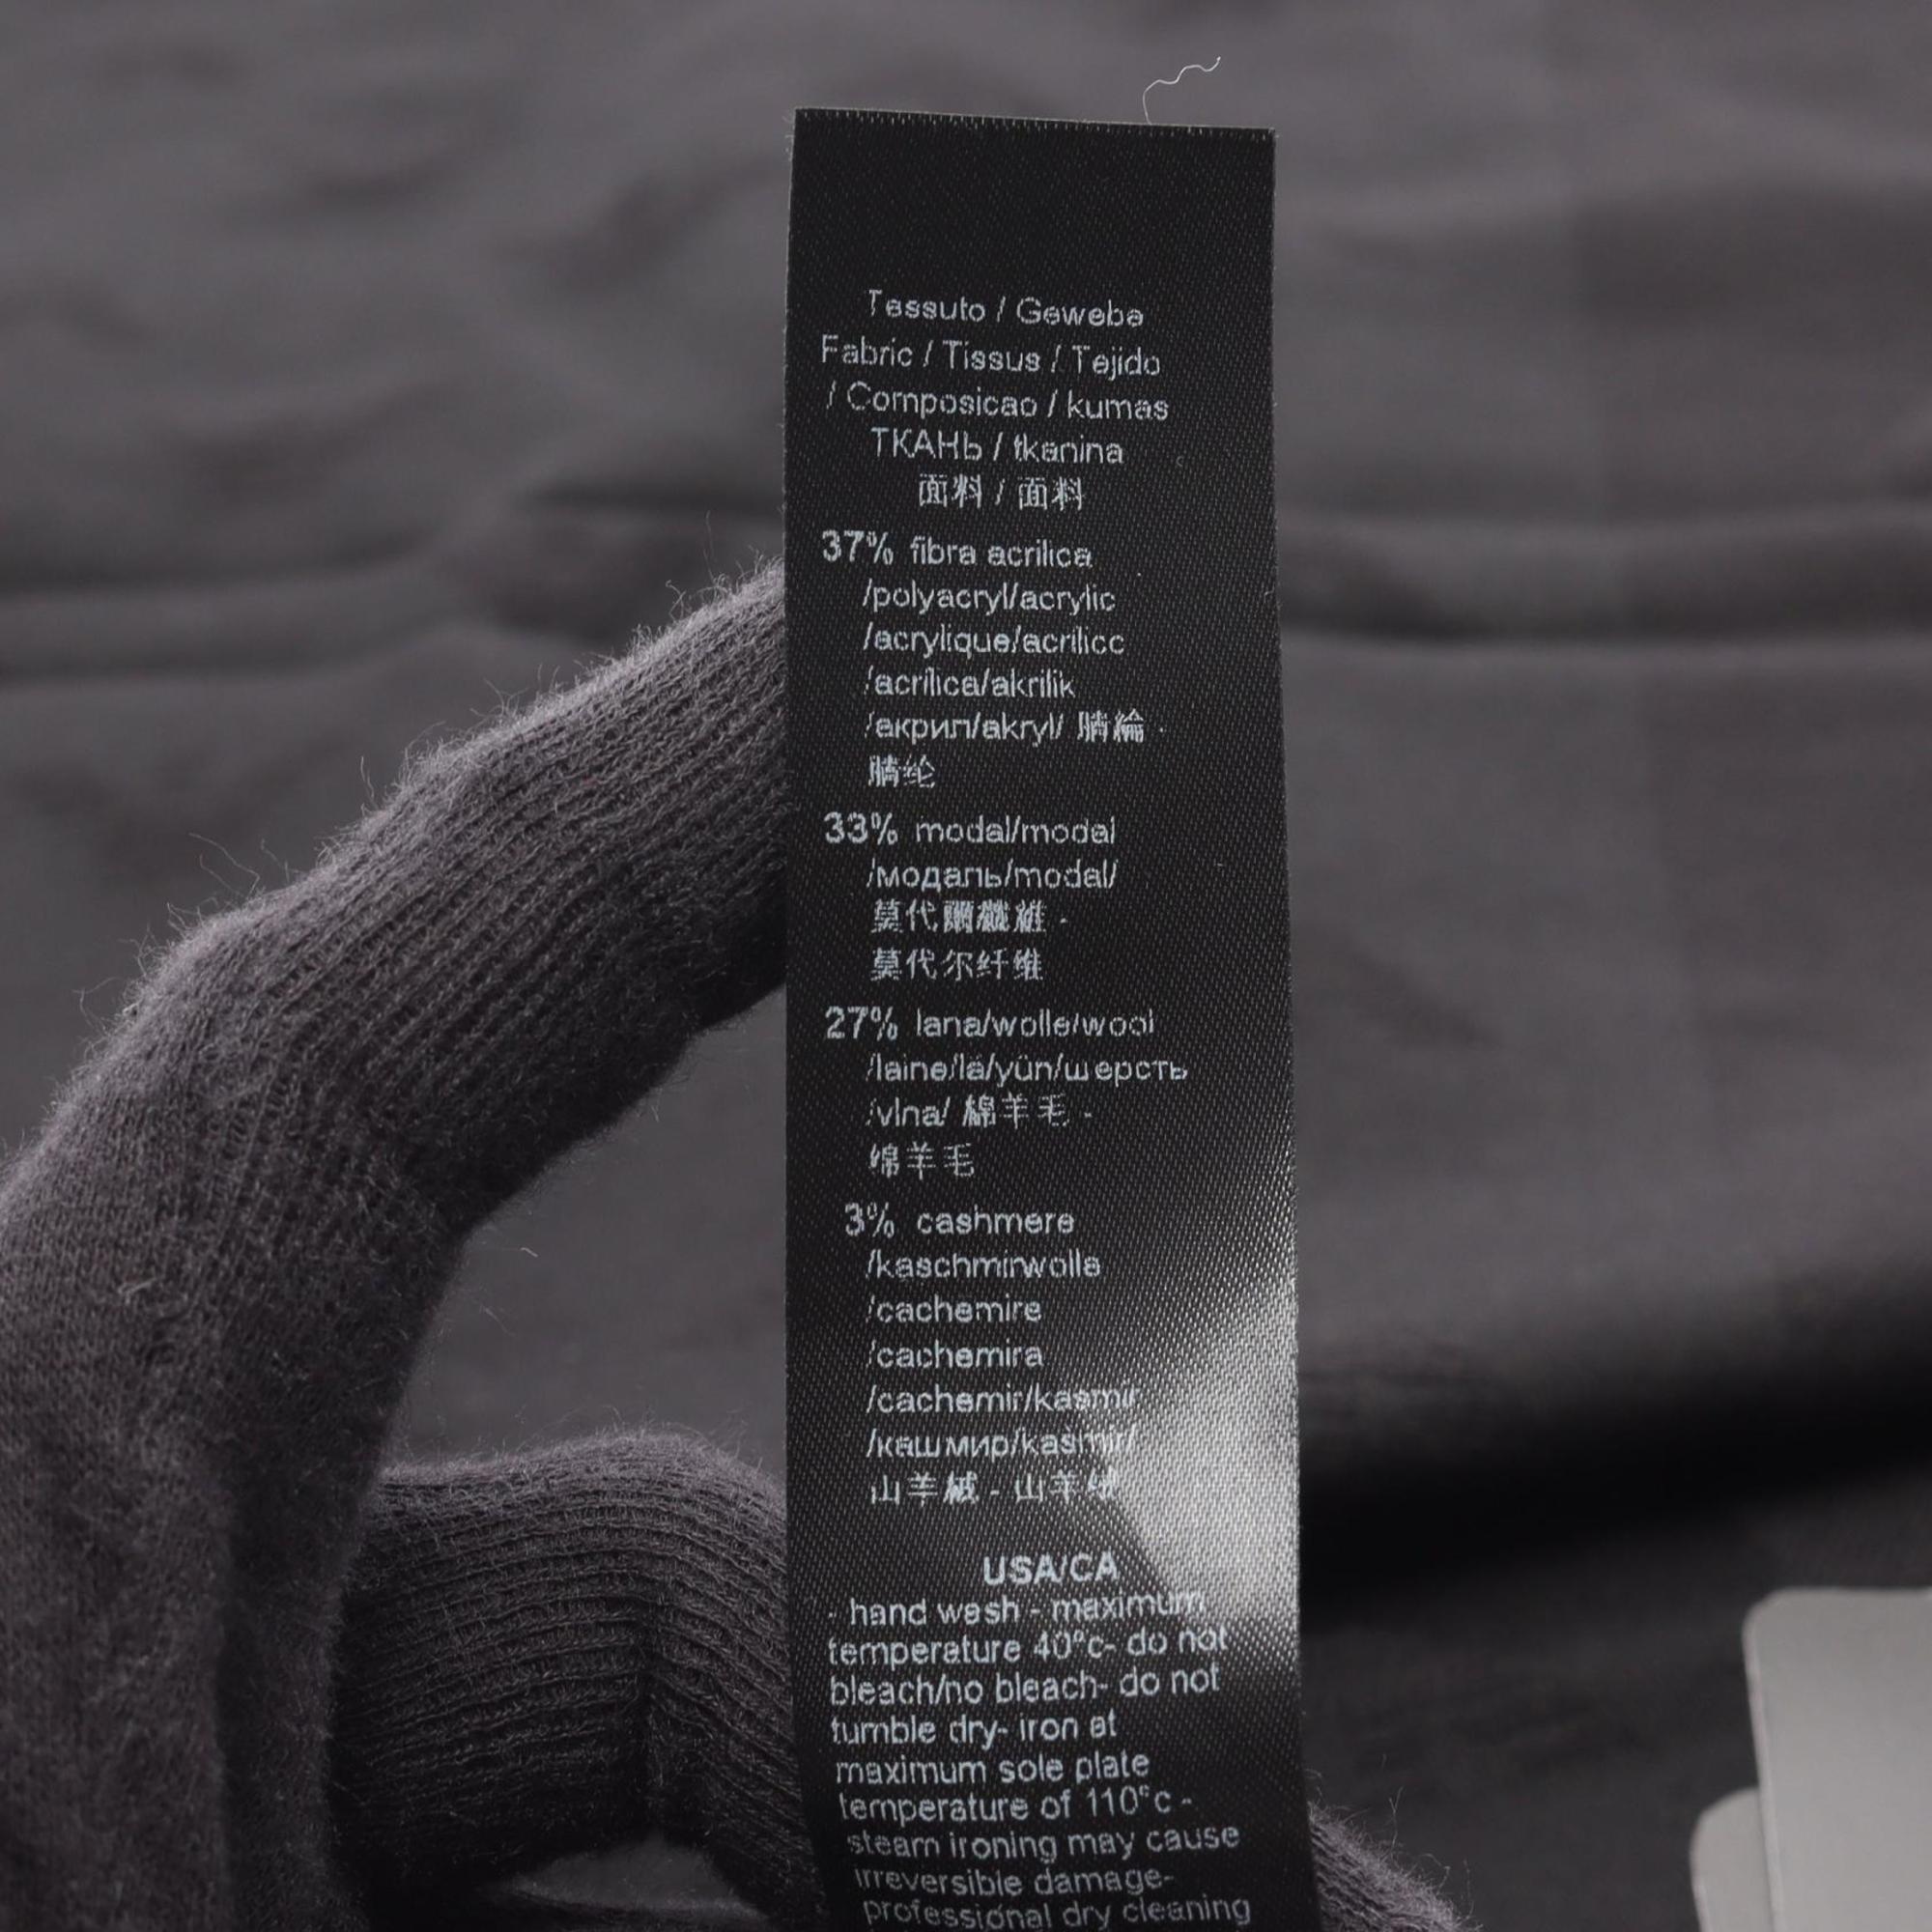 Tessuto / Gewebe
Fabric / Tissus / Tejido
/ Composicao / kumas
ТКАНЬ / tkanina
面料 / 面料
37% fibra acrilica
/polyacryl/acrylic
/acrylique/acrilico
/acrílica/akrilik
/акрил/akryl/ 腈綸 -
腈纶
33% modal/modal
/модаль/modal/
莫代爾纖維 -
莫代尔纤维
27% lana/wolle/wool
/laine/lã/yün/шерсть
/vlna/ 棉羊毛 -
绵羊毛
3% cashmere
/kaschmirwolle
/cachemire
/cachemira
/cachemir/kasmir
/кашмир/kasmir/
山羊絨 - 山羊绒
USA/CA
- hand wash - maximum
temperature 40°c- do not
bleach/no bleach- do not
tumble dry- iron at
maximum sole plate
temperature of 110°c -
steam ironing may cause
irreversible damage-
professional dry cleaning